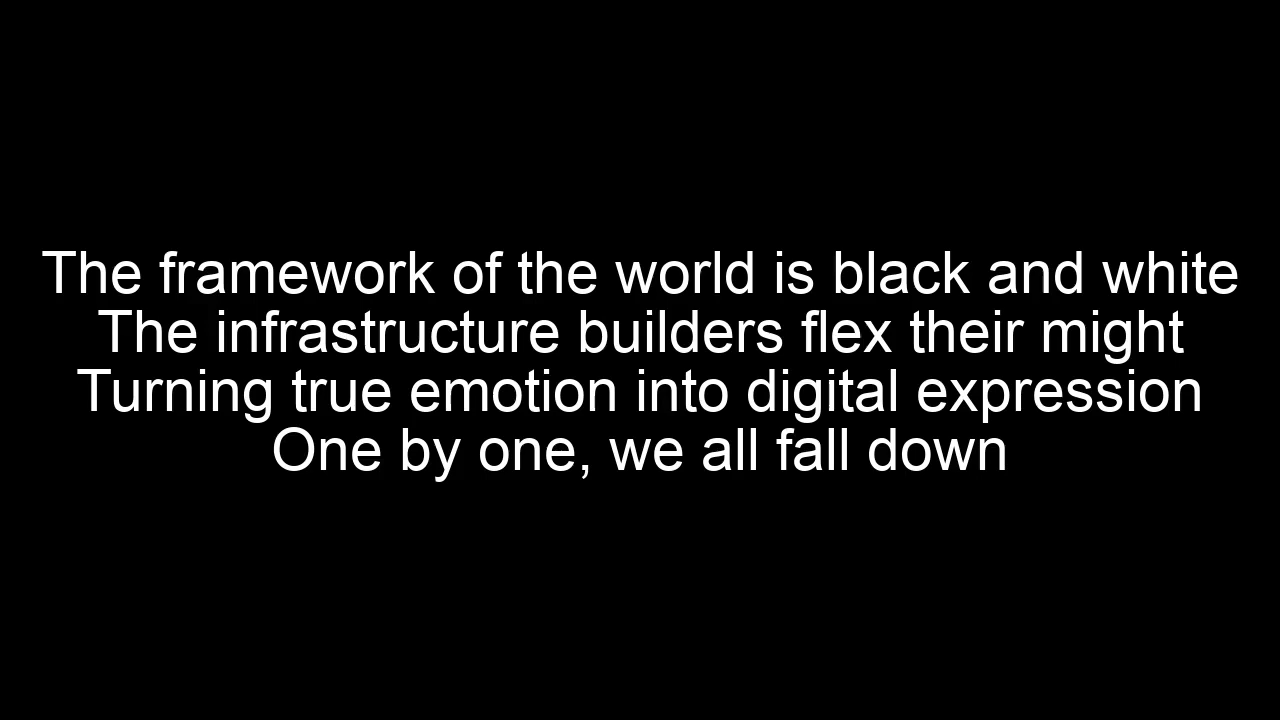 The framework of the world is black and white
The infrastructure builders flex their might
Turning true emotion into digital expression
One by one, we all fall down